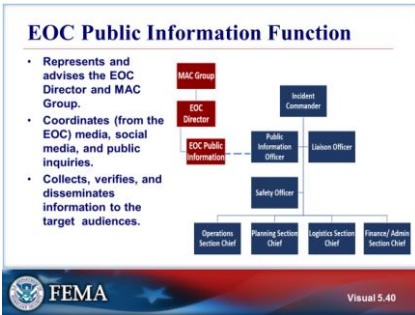 EOC Public Information Function
• Represents and
advises the EOC
Director and MAC
Group.
• Coordinates (from the
EOC) media, social
media, and public
inquiries.
• Collects, verifies, and
disseminates
information to the
target audiences.
MAC Group
EOC
Director
EOC Public
Information
Incident
Commander
Public
Information
Officer
Liaison Officer
Safety Officer
Operations
Section Chief
Planning Section
Chief
Logistics Section
Chief
Finance/ Admin
Section Chief
FEMA
Visual 5.40